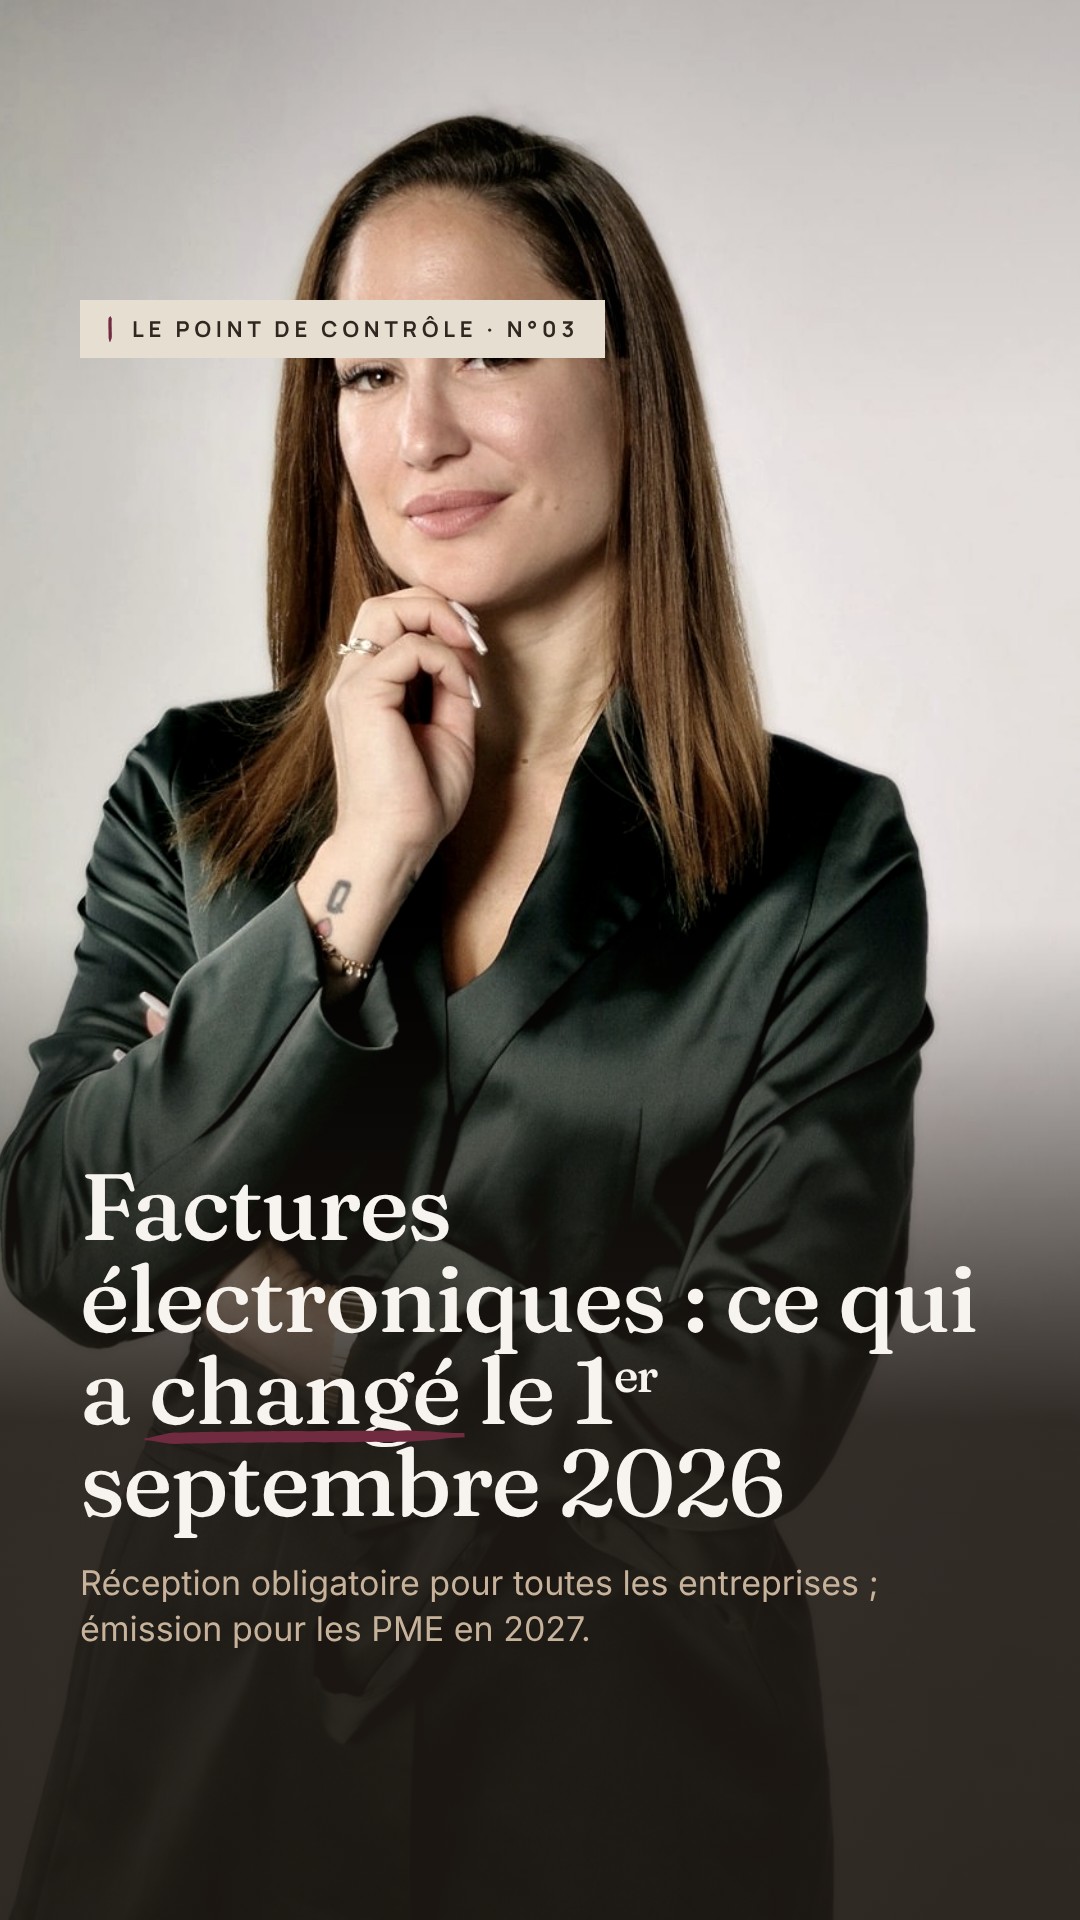 LE POINT DE CONTRÔLE · N°03
Factures
électroniques : ce qui
a changé le 1er
septembre 2026
Réception obligatoire pour toutes les entreprises ;
émission pour les PME en 2027.
Q